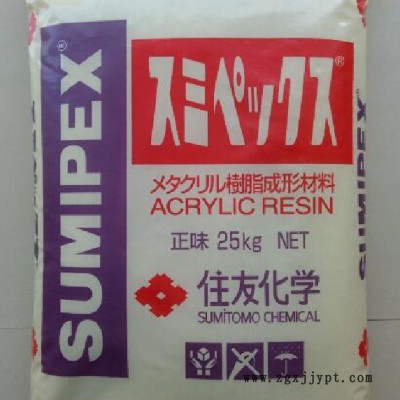 SUMIPEX®
スミペックス®
メタクリル樹脂成形材料
ACRYLIC RESIN
正味 25kg NET
住友化学
SUMITOMO CHEMICAL
www.zgxjjypt.com